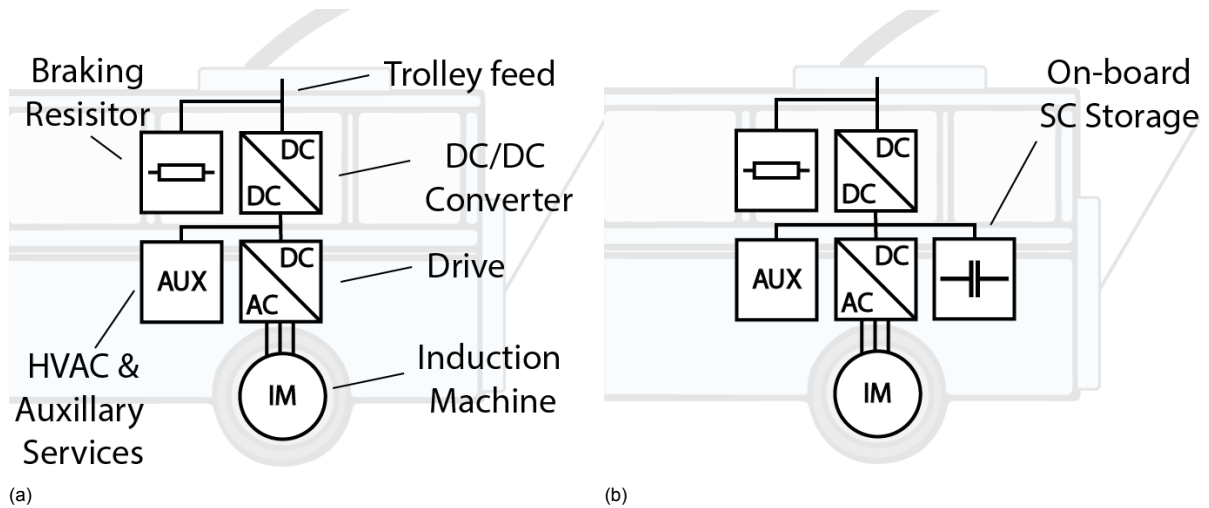 Braking
Resisitor
Trolley feed
DC
DC
DC/DC
Converter
AUX
DC
AC
Drive
HVAC &
Auxillary
Services
IM
Induction
Machine
(a)
On-board
SC Storage
DC
DC
AUX
DC
AC
IM
(b)